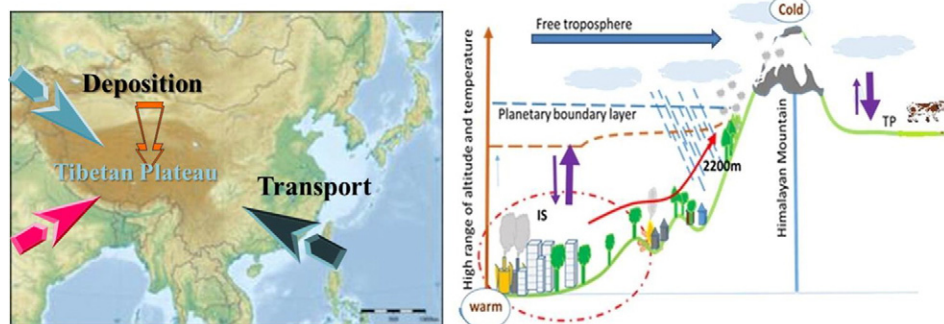 Deposition
Tibetan Plateau
Transport
High range of altitude and temperature
Free troposphere
Cold
Planetary boundary layer
2200m
Himalayan Mountain
TP
IS
warm